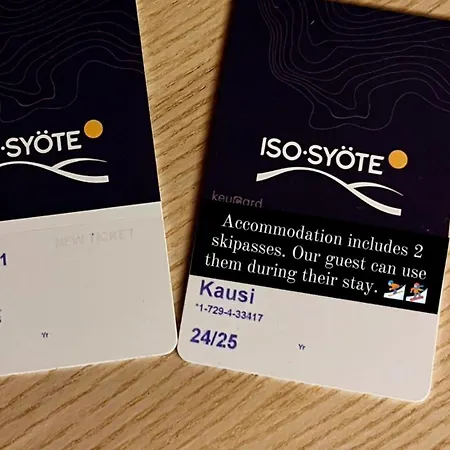 ·SYÖTE
NEW TICKET
1
Yr
ISO·SYÖTE
keycard
Accommodation includes 2
skipasses. Our guest can use
them during their stay. ⛷️🏂
Kausi
*1-729-4-33417
24/25
Yr